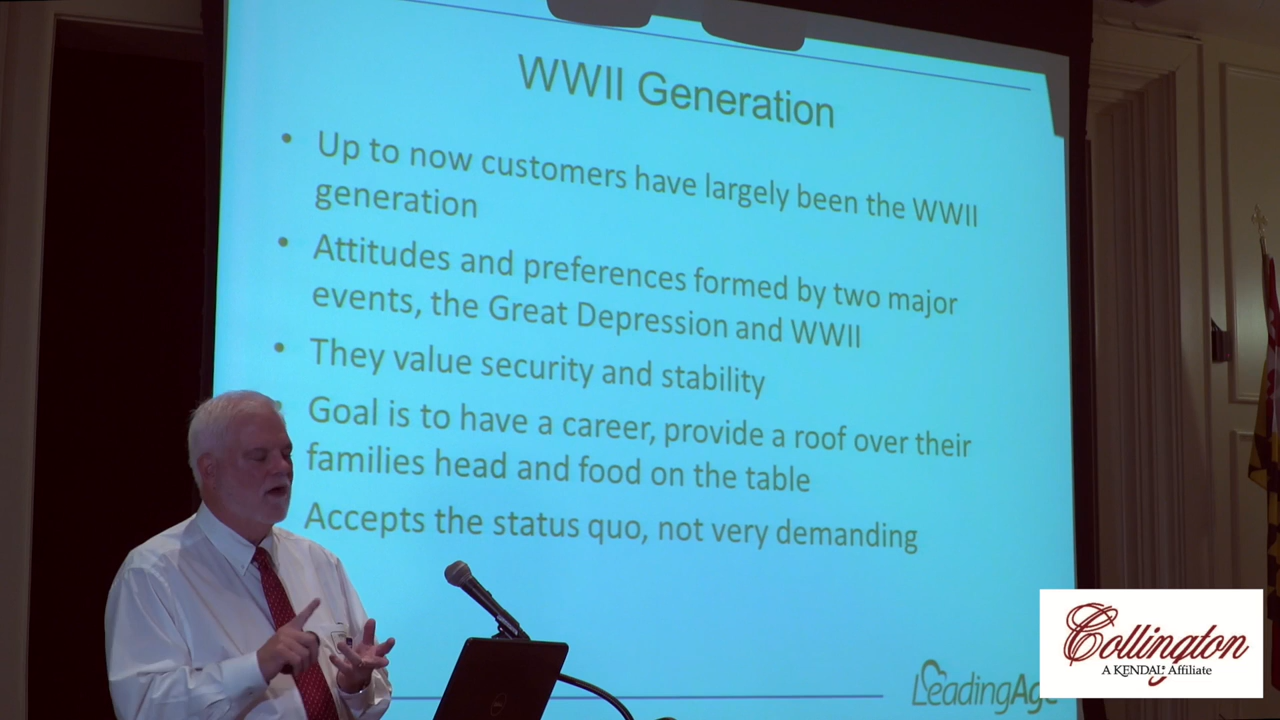 WWII Generation
• Up to now customers have largely been the WWII
generation
• Attitudes and preferences formed by two major
events, the Great Depression and WWII
• They value security and stability
Goal is to have a career, provide a roof over their
families head and food on the table
Accepts the status quo, not very demanding
LeadingAge
Collington
A KENDAL Affiliate
DELL